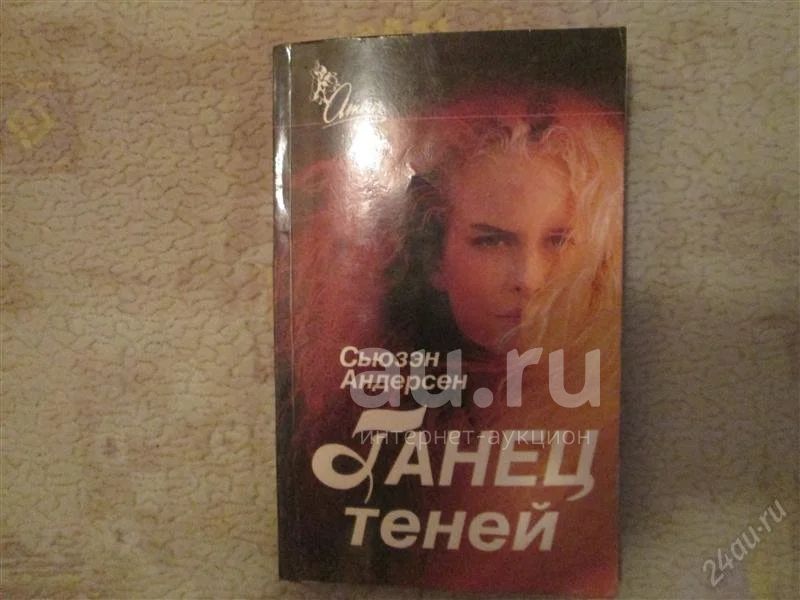 Сьюзэн
Андерсен
au.ru
интернет-аукцион
ТАНЕЦ
теней
24au.ru